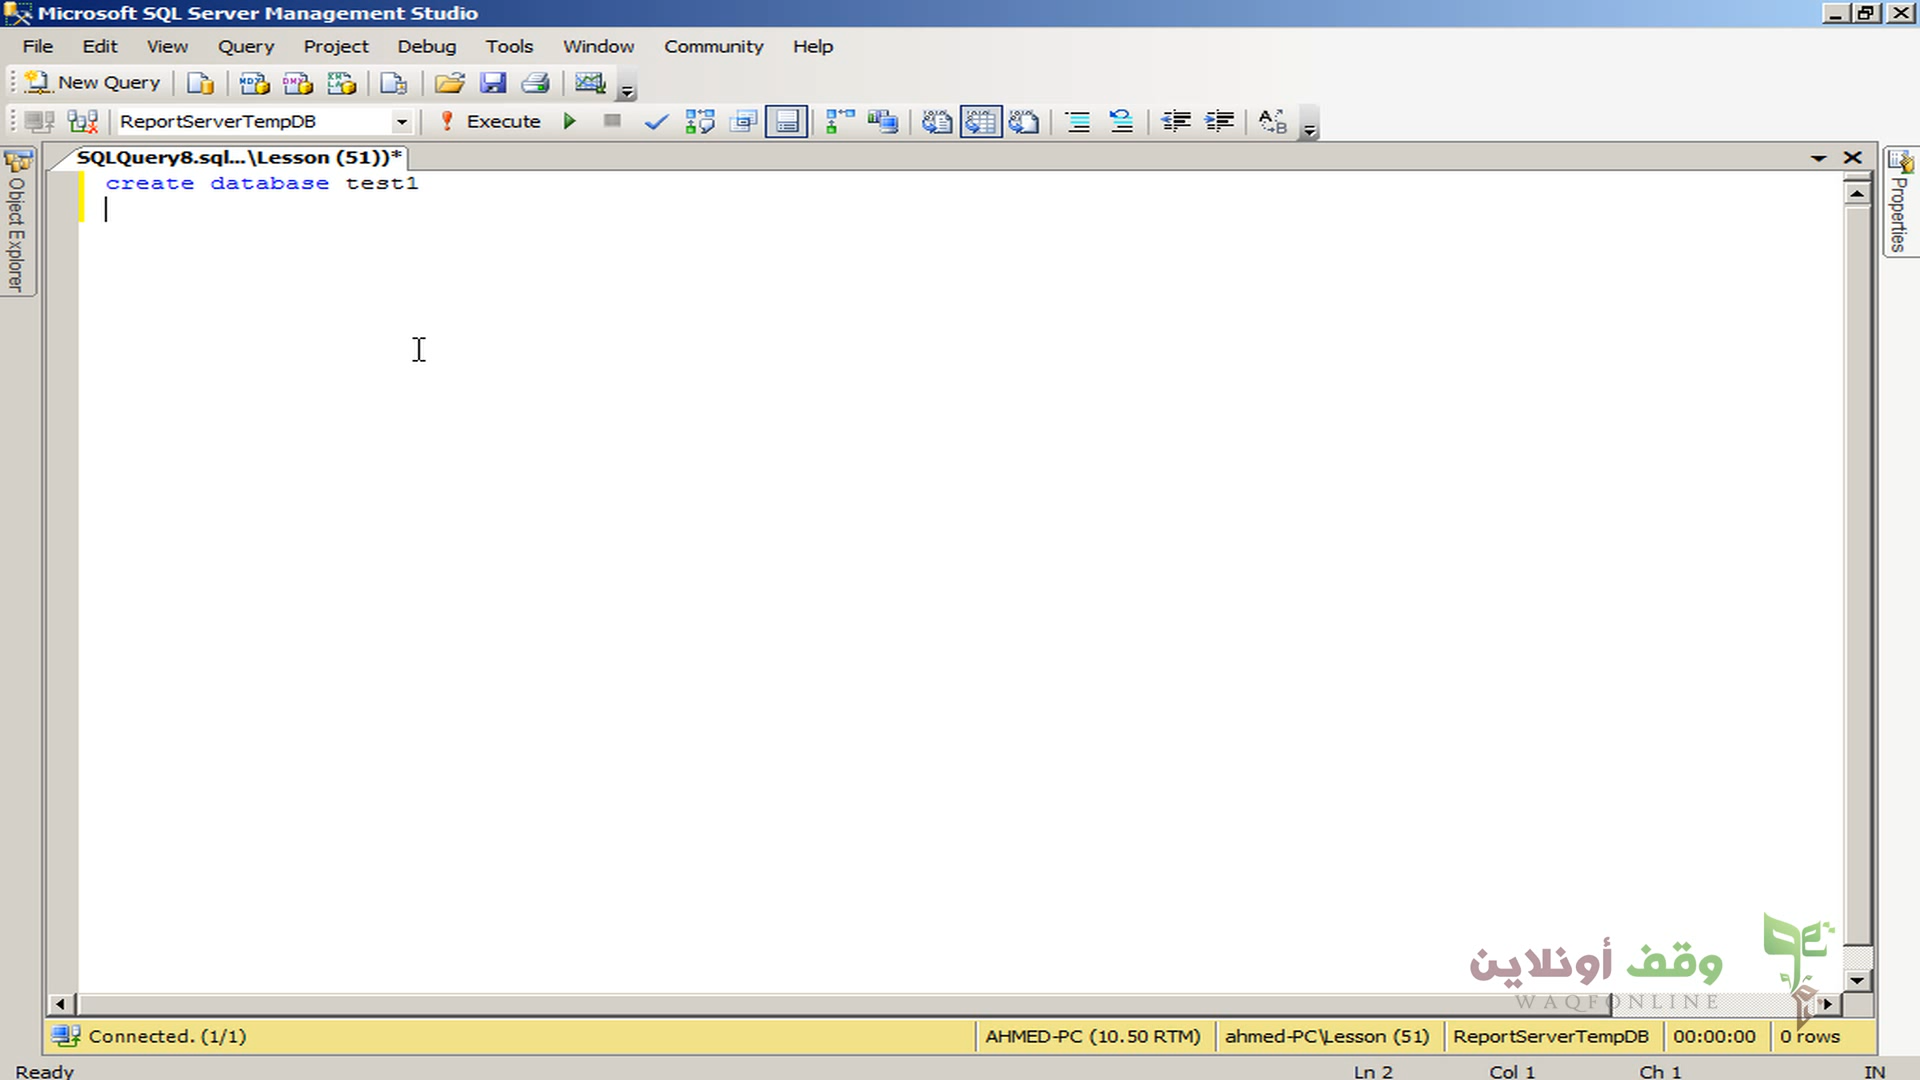 Microsoft SQL Server Management Studio
File Edit View Query Project Debug Tools Window Community Help
New Query
ReportServerTempDB Execute
SQLQuery8.sql...\Lesson (51))*
Object Explorer
Properties
create database test1
وقف أونلاين
WAQFONLINE
Connected. (1/1) AHMED-PC (10.50 RTM) ahmed-PC\Lesson (51) ReportServerTempDB 00:00:00 0 rows
Ready Ln 2 Col 1 Ch 1 IN